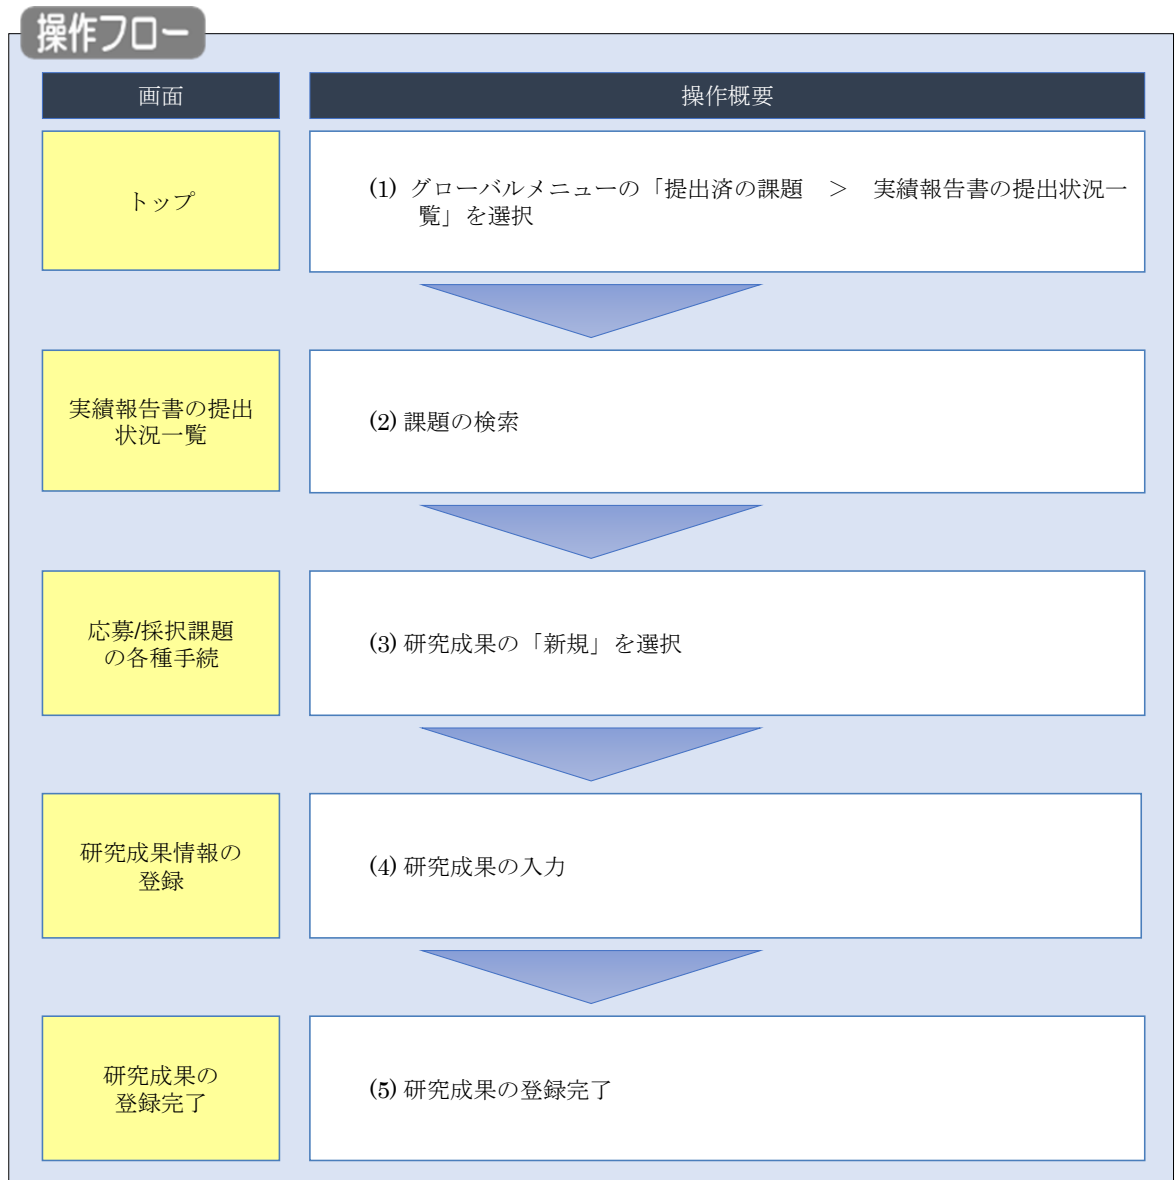 操作フロー
画面
操作概要
トップ
(1) グローバルメニューの「提出済の課題　＞　実績報告書の提出状況一
覧」を選択
実績報告書の提出
状況一覧
(2) 課題の検索
応募/採択課題
の各種手続
(3) 研究成果の「新規」を選択
研究成果情報の
登録
(4) 研究成果の入力
研究成果の
登録完了
(5) 研究成果の登録完了